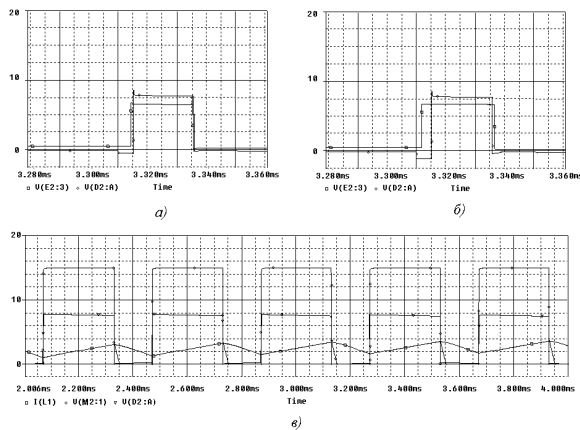 20
10
0
3.280ms 3.300ms 3.320ms 3.340ms 3.360ms
V(E2:3) V(D2:A) Time
а)
20
10
0
3.280ms 3.300ms 3.320ms 3.340ms 3.360ms
V(E2:3) V(D2:A) Time
б)
20
10
0
2.006ms 2.200ms 2.400ms 2.600ms 2.800ms 3.000ms 3.200ms 3.400ms 3.600ms 3.800ms 4.000ms
I(L1) V(M2:1) V(D2:A) Time
в)